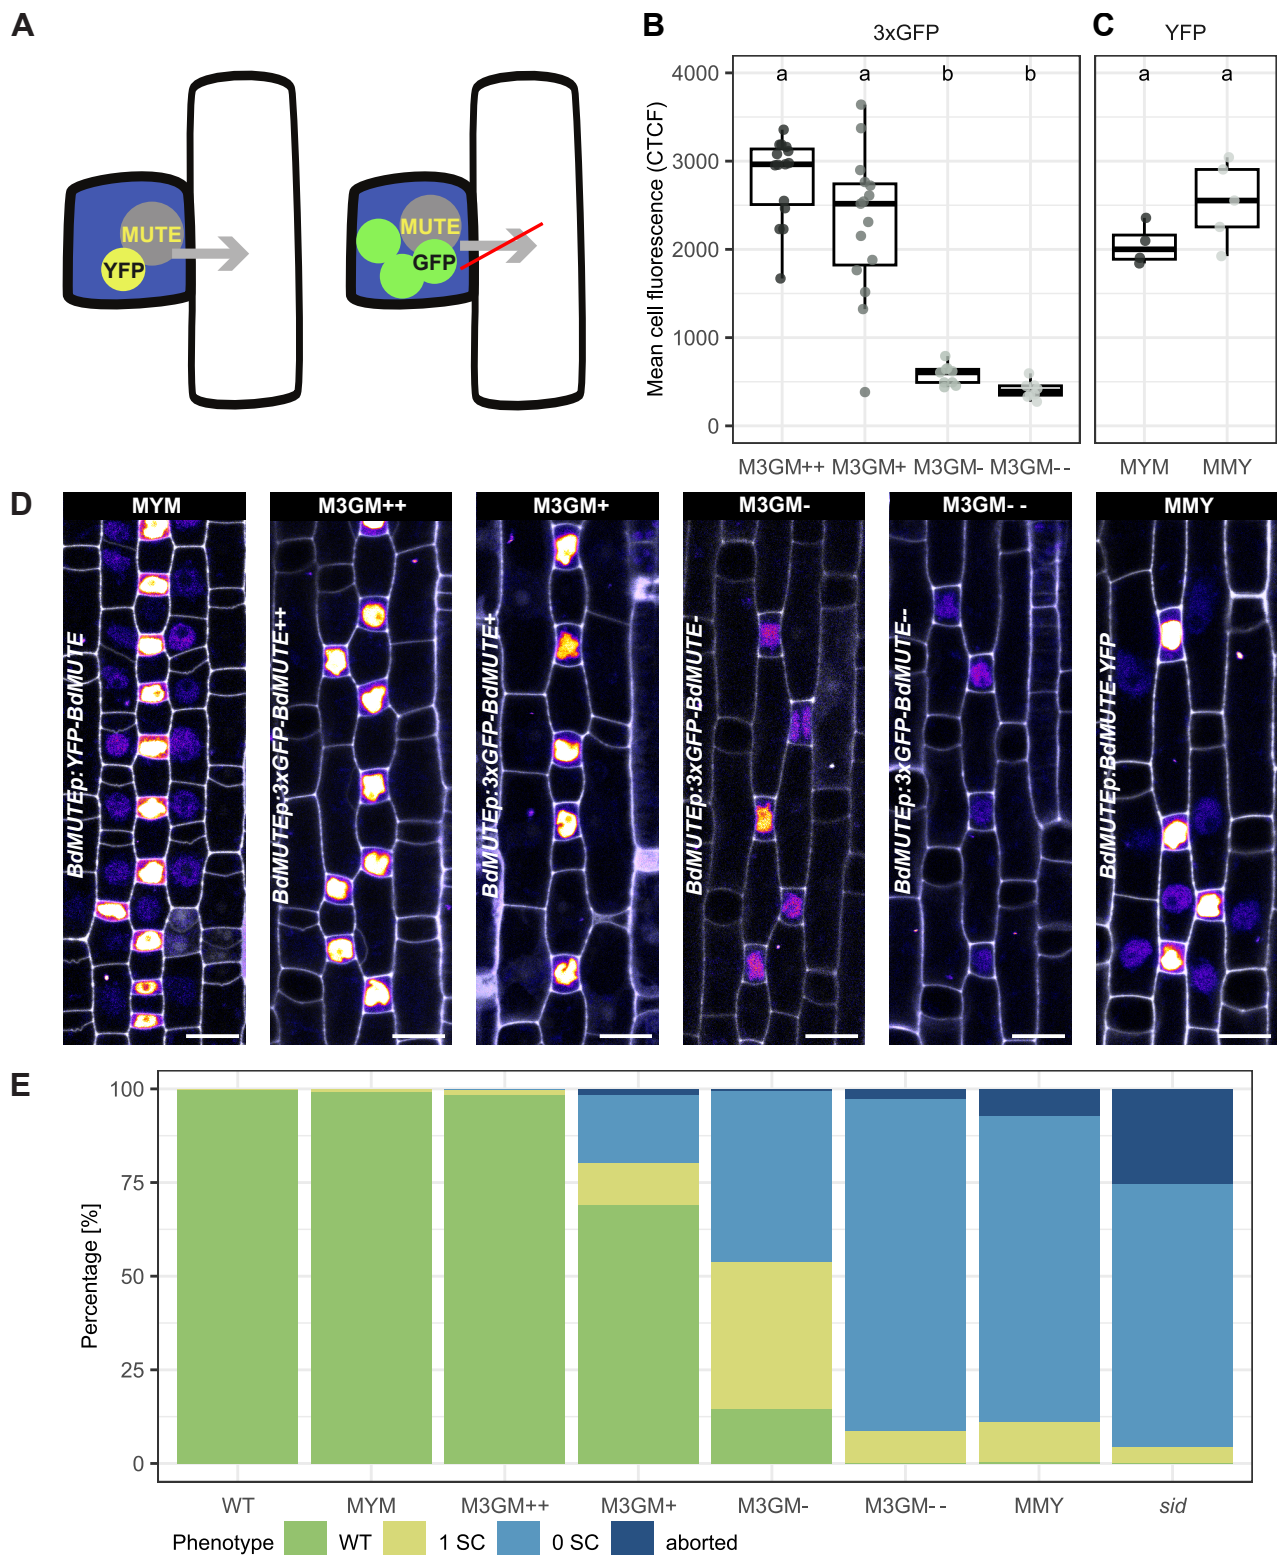 A
MUTE
YFP
MUTE
GFP
B
3xGFP
C
YFP
Mean cell fluorescence (CTCF)
4000
3000
2000
1000
0
a
a
b
b
a
a
M3GM++
M3GM+
M3GM-
M3GM--
MYM
MMY
D
MYM
M3GM++
M3GM+
M3GM-
M3GM- -
MMY
BdMUTEp:YFP-BdMUTE
BdMUTEp:3xGFP-BdMUTE++
BdMUTEp:3xGFP-BdMUTE+
BdMUTEp:3xGFP-BdMUTE-
BdMUTEp:3xGFP-BdMUTE--
BdMUTEp:BdMUTE-YFP
E
Percentage [%]
100
75
50
25
0
WT
MYM
M3GM++
M3GM+
M3GM-
M3GM- -
MMY
sid
Phenotype WT 1 SC 0 SC aborted